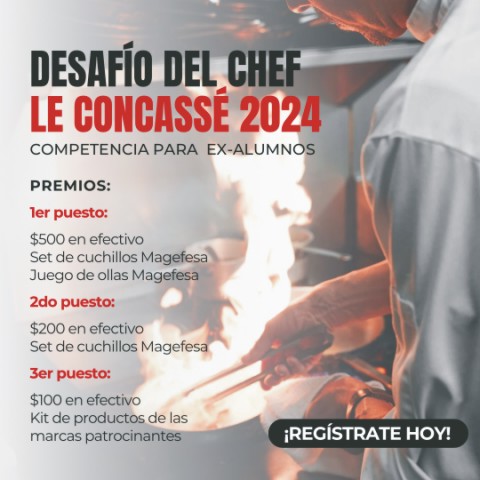 DESAFÍO DEL CHEF
LE CONCASSÉ 2024
COMPETENCIA PARA EX-ALUMNOS
PREMIOS:
1er puesto:
$500 en efectivo
Set de cuchillos Magefesa
Juego de ollas Magefesa
2do puesto:
$200 en efectivo
Set de cuchillos Magefesa
3er puesto:
$100 en efectivo
Kit de productos de las
marcas patrocinantes
¡REGÍSTRATE HOY!